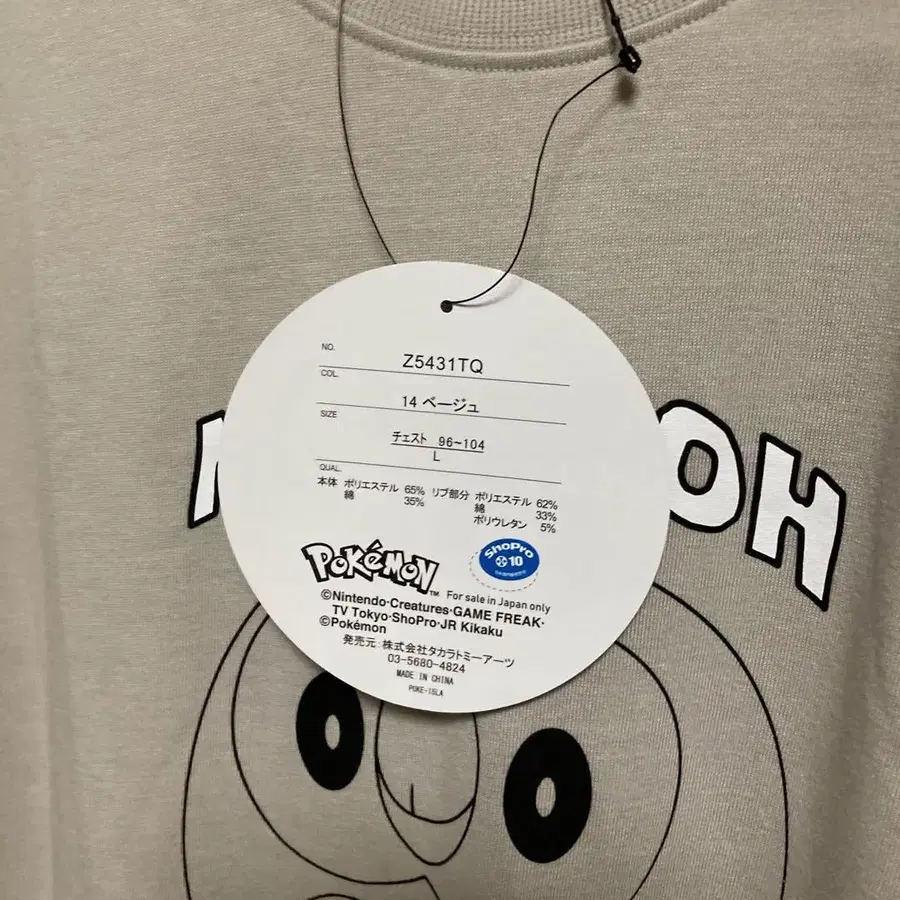 NO. Z5431TQ
COL. 14 ベージュ
SIZE チェスト 96~104
L
QUAL.
本体 ポリエステル 65% リブ部分 ポリエステル 62%
綿 35% 綿 33%
ポリウレタン 5%
POKéMON™
ShoPro
10
For sale in Japan only
©Nintendo·Creatures·GAME FREAK·
TV Tokyo·ShoPro·JR Kikaku
©Pokémon
発売元:株式会社タカラトミーアーツ
03-5680-4824
MADE IN CHINA
POKE-15LA
OH